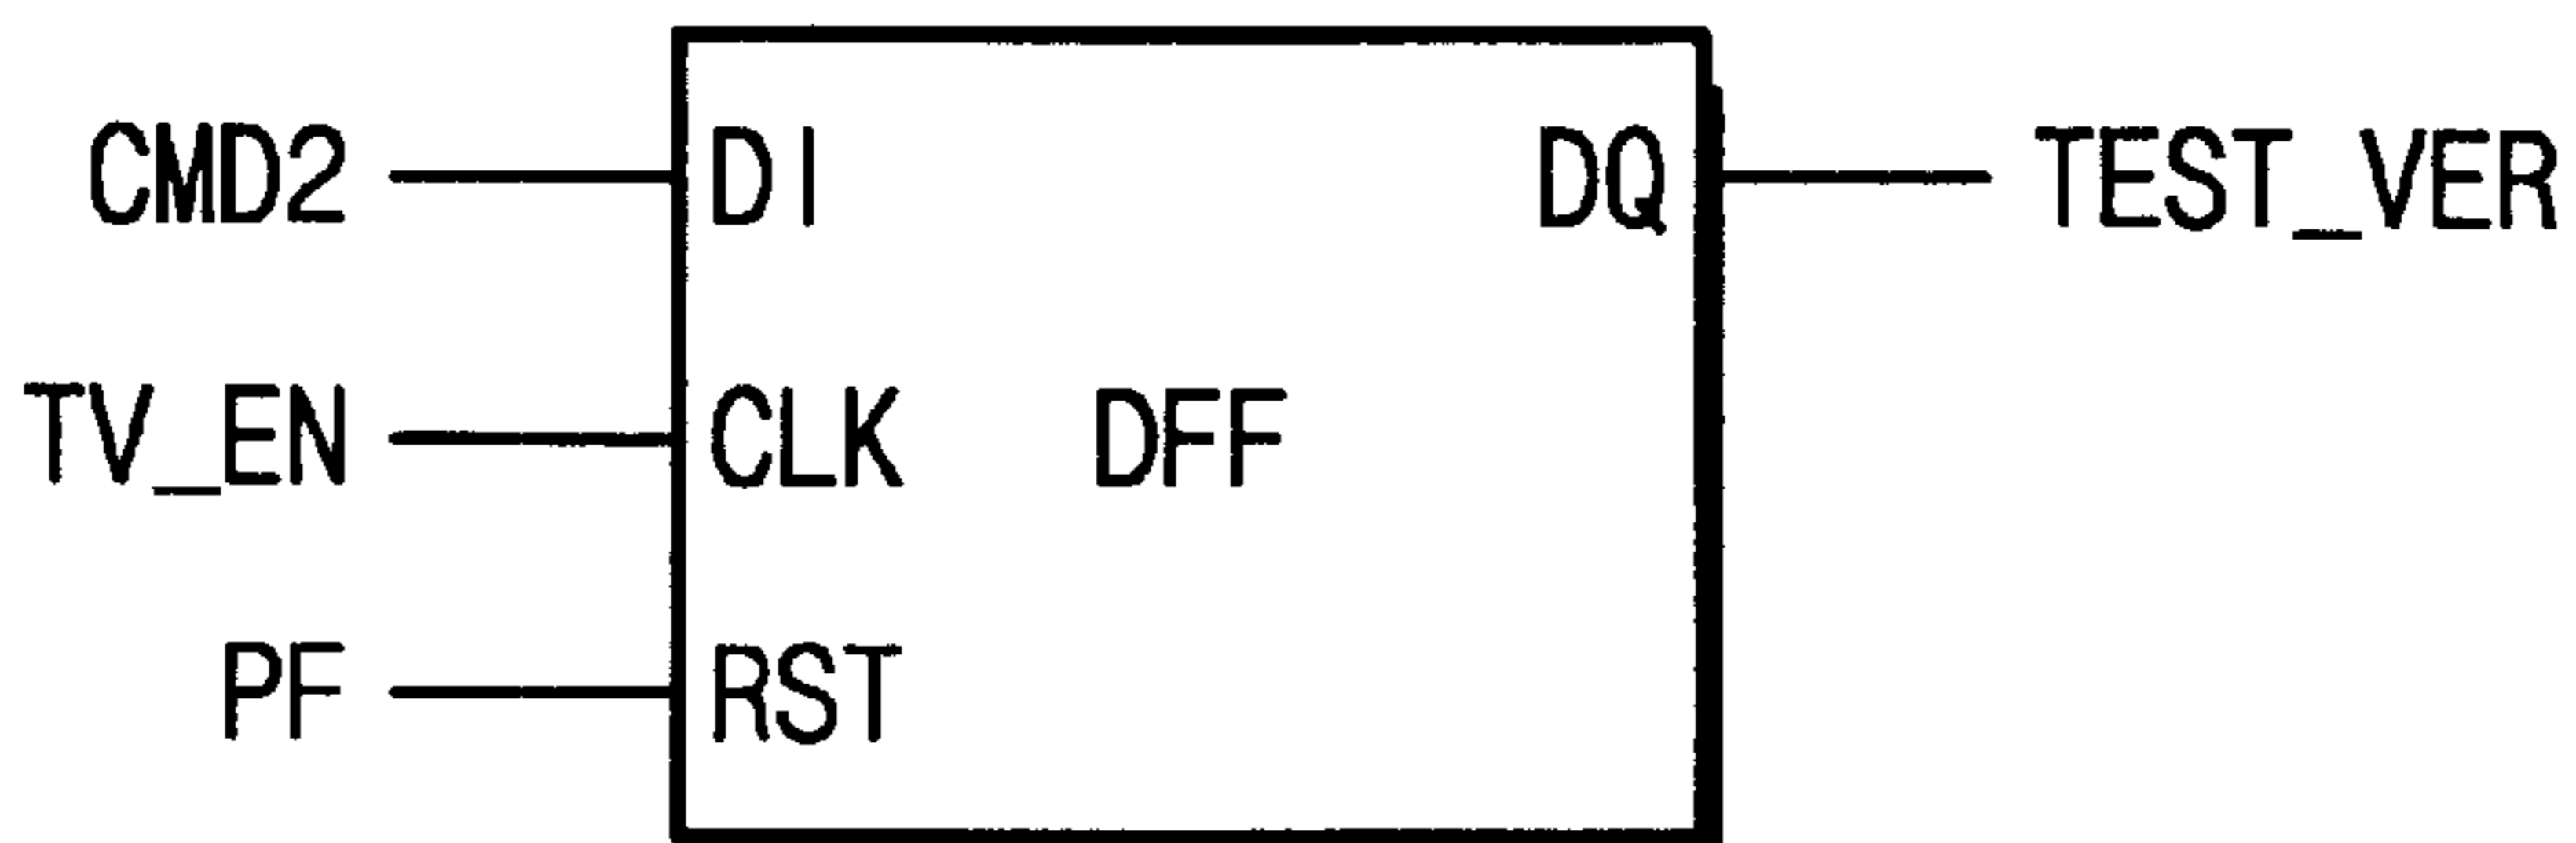 CMD2 DI DQ TEST_VER
TV_EN CLK DFF
PF RST